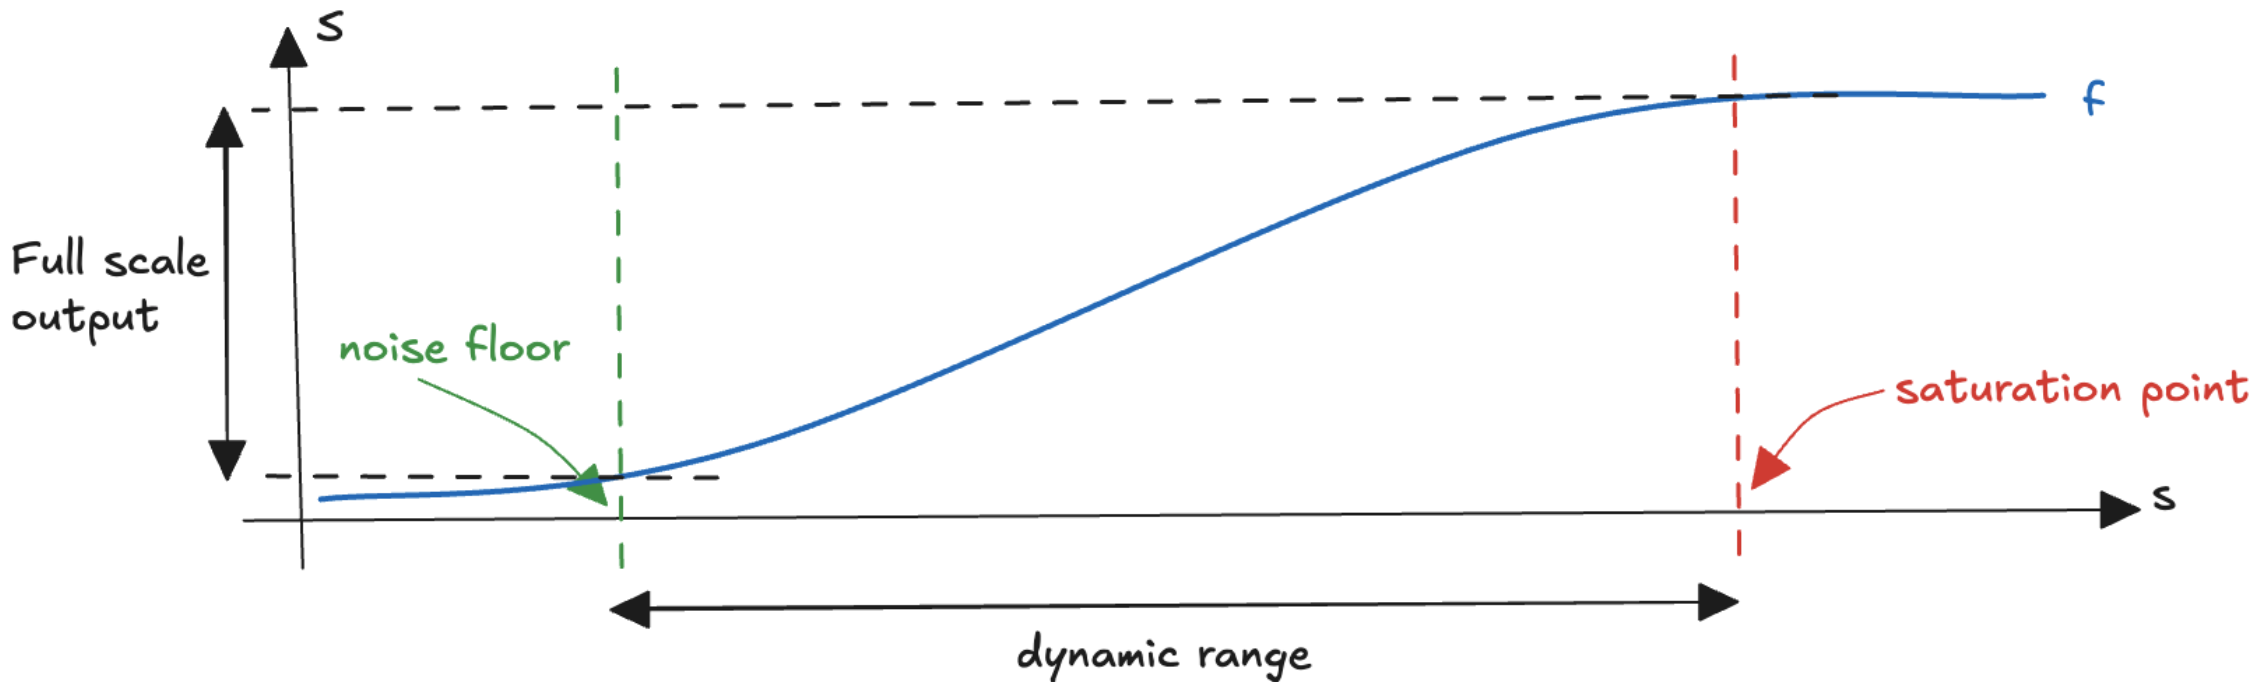 S
f
Full scale
output
noise floor
saturation point
s
dynamic range